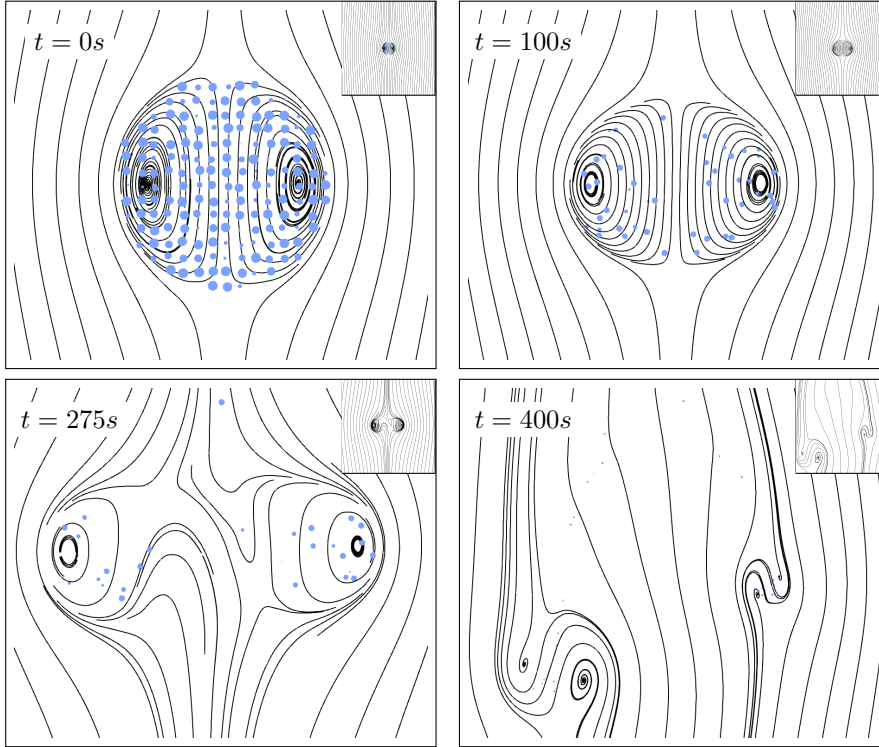 t = 0s
t = 100s
t = 275s
t = 400s